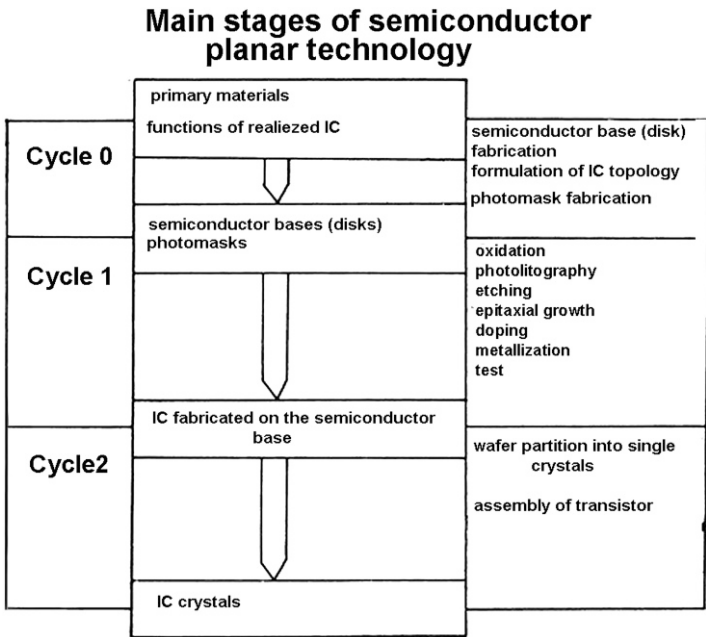 Main stages of semiconductor
planar technology
primary materials
functions of realiezed IC
Cycle 0
semiconductor base (disk)
fabrication
formulation of IC topology
photomask fabrication
semiconductor bases (disks)
photomasks
Cycle 1
oxidation
photolitography
etching
epitaxial growth
doping
metallization
test
IC fabricated on the semiconductor
base
Cycle2
wafer partition into single
crystals
assembly of transistor
IC crystals